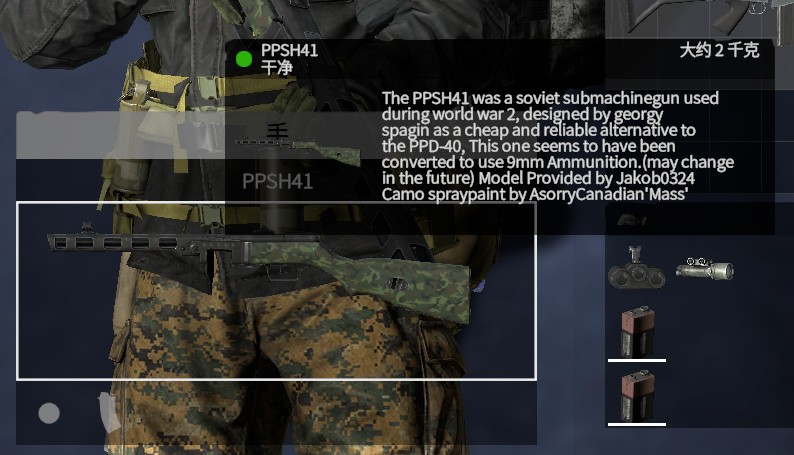 PPSH41
大约 2 千克
干净
The PPSH41 was a soviet submachinegun used
during world war 2, designed by georgy
spagin as a cheap and reliable alternative to
the PPD-40, This one seems to have been
converted to use 9mm Ammunition.(may change
in the future) Model Provided by Jakob0324
Camo spraypaint by AsorryCanadian'Mass'
手
PPSH41